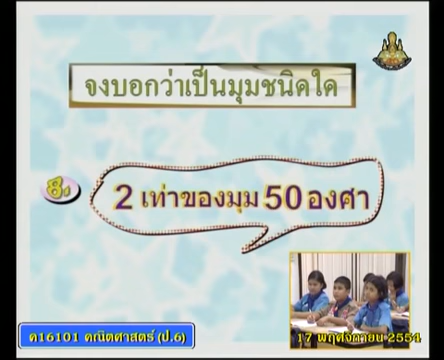 จงบอกว่าเป็นมุมชนิดใด
8.
2 เท่าของมุม 50 องศา
ค16101 คณิตศาสตร์ (ป.6)
17 พฤศจิกายน 2554